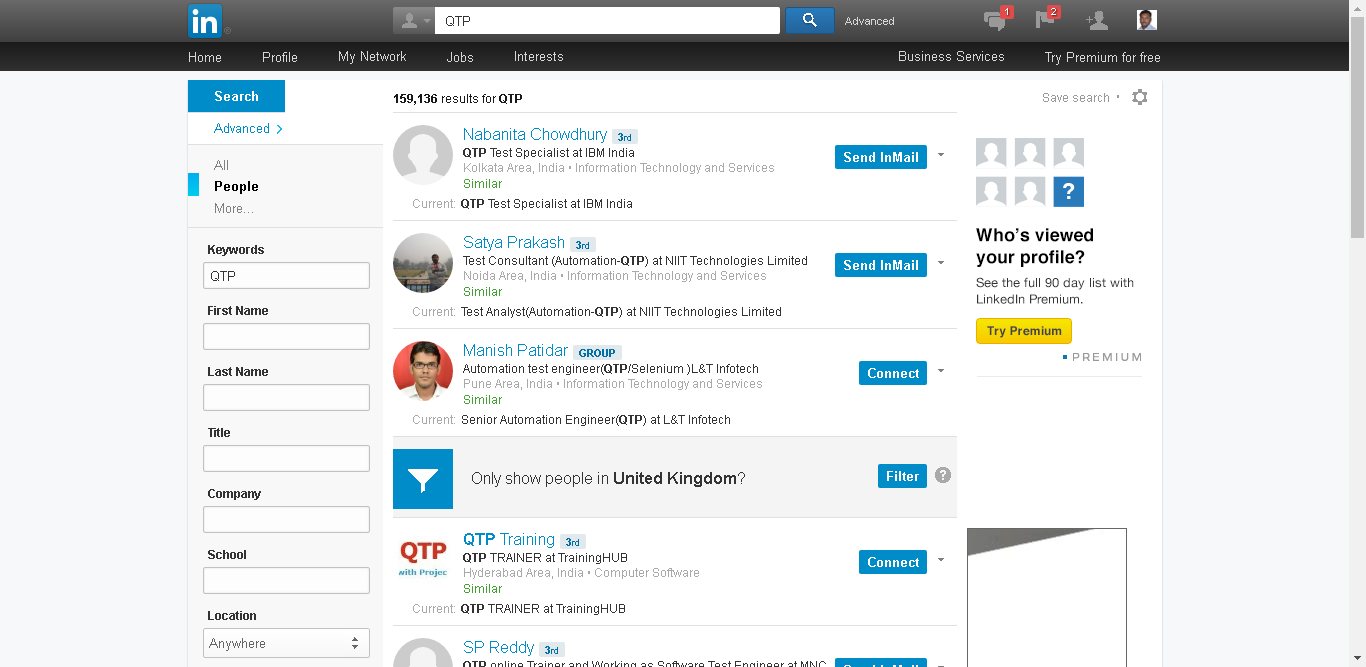 in
QTP
Advanced
1
2
Home
Profile
My Network
Jobs
Interests
Business Services
Try Premium for free
Search
Advanced
All
People
More...
Keywords
QTP
First Name
Last Name
Title
Company
School
Location
Anywhere
159,136 results for QTP
Save search
Nabanita Chowdhury 3rd
QTP Test Specialist at IBM India
Kolkata Area, India • Information Technology and Services
Similar
Current: QTP Test Specialist at IBM India
Send InMail
Satya Prakash 3rd
Test Consultant (Automation-QTP) at NIIT Technologies Limited
Noida Area, India • Information Technology and Services
Similar
Current: Test Analyst(Automation-QTP) at NIIT Technologies Limited
Send InMail
Manish Patidar GROUP
Automation test engineer(QTP/Selenium )L&T Infotech
Pune Area, India • Information Technology and Services
Similar
Current: Senior Automation Engineer(QTP) at L&T Infotech
Connect
Only show people in United Kingdom?
Filter
?
QTP
with Projec
QTP Training 3rd
QTP TRAINER at TrainingHUB
Hyderabad Area, India • Computer Software
Similar
Current: QTP TRAINER at TrainingHUB
Connect
SP Reddy 3rd
QTP online Trainer and Working as Software Test Engineer at MNC
Send InMail
?
Who's viewed
your profile?
See the full 90 day list with
LinkedIn Premium.
Try Premium
PREMIUM